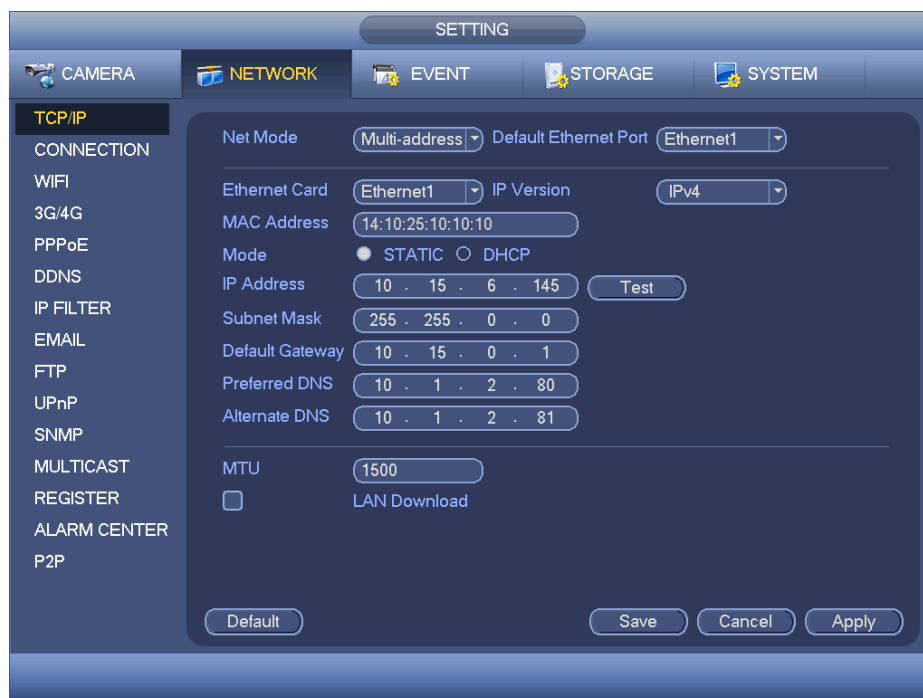 SETTING
CAMERA NETWORK EVENT STORAGE SYSTEM
TCP/IP
CONNECTION
WIFI
3G/4G
PPPoE
DDNS
IP FILTER
EMAIL
FTP
UPnP
SNMP
MULTICAST
REGISTER
ALARM CENTER
P2P
Net Mode Multi-address Default Ethernet Port Ethernet1
Ethernet Card Ethernet1 IP Version IPv4
MAC Address 14:10:25:10:10:10
Mode STATIC DHCP
IP Address 10 . 15 . 6 . 145 Test
Subnet Mask 255 . 255 . 0 . 0
Default Gateway 10 . 15 . 0 . 1
Preferred DNS 10 . 1 . 2 . 80
Alternate DNS 10 . 1 . 2 . 81
MTU 1500
LAN Download
Default Save Cancel Apply